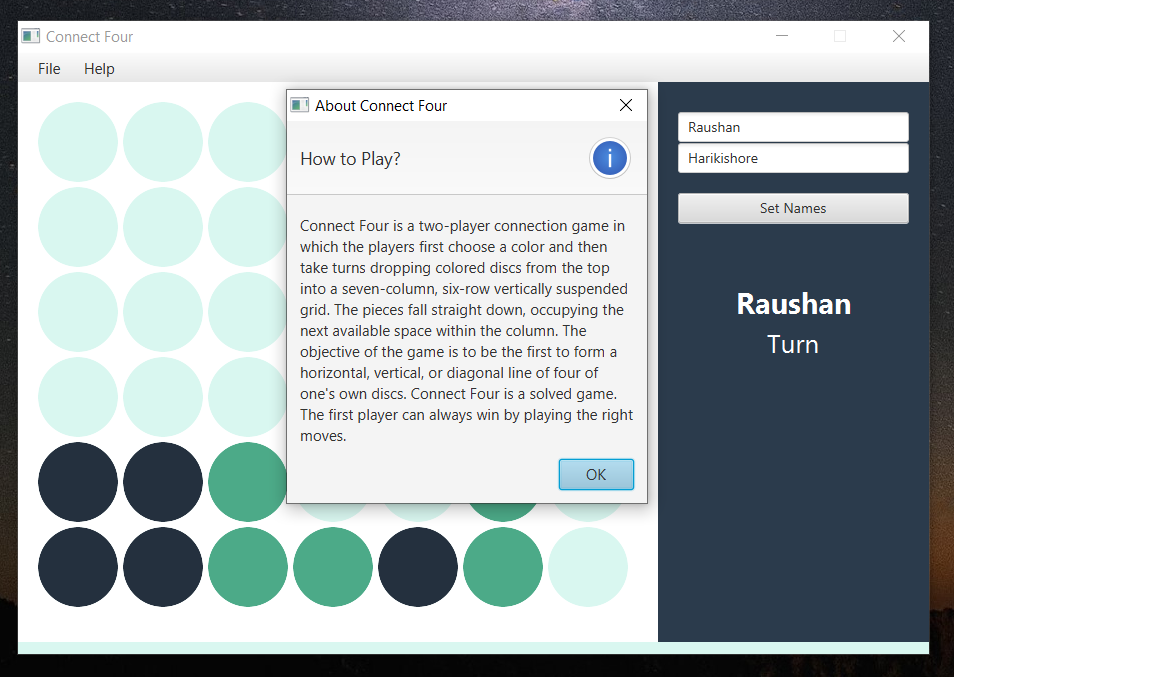 Connect Four
File Help
About Connect Four
How to Play?
Connect Four is a two-player connection game in
which the players first choose a color and then
take turns dropping colored discs from the top
into a seven-column, six-row vertically suspended
grid. The pieces fall straight down, occupying the
next available space within the column. The
objective of the game is to be the first to form a
horizontal, vertical, or diagonal line of four of
one's own discs. Connect Four is a solved game.
The first player can always win by playing the right
moves.
OK
Raushan
Harikishore
Set Names
Raushan
Turn